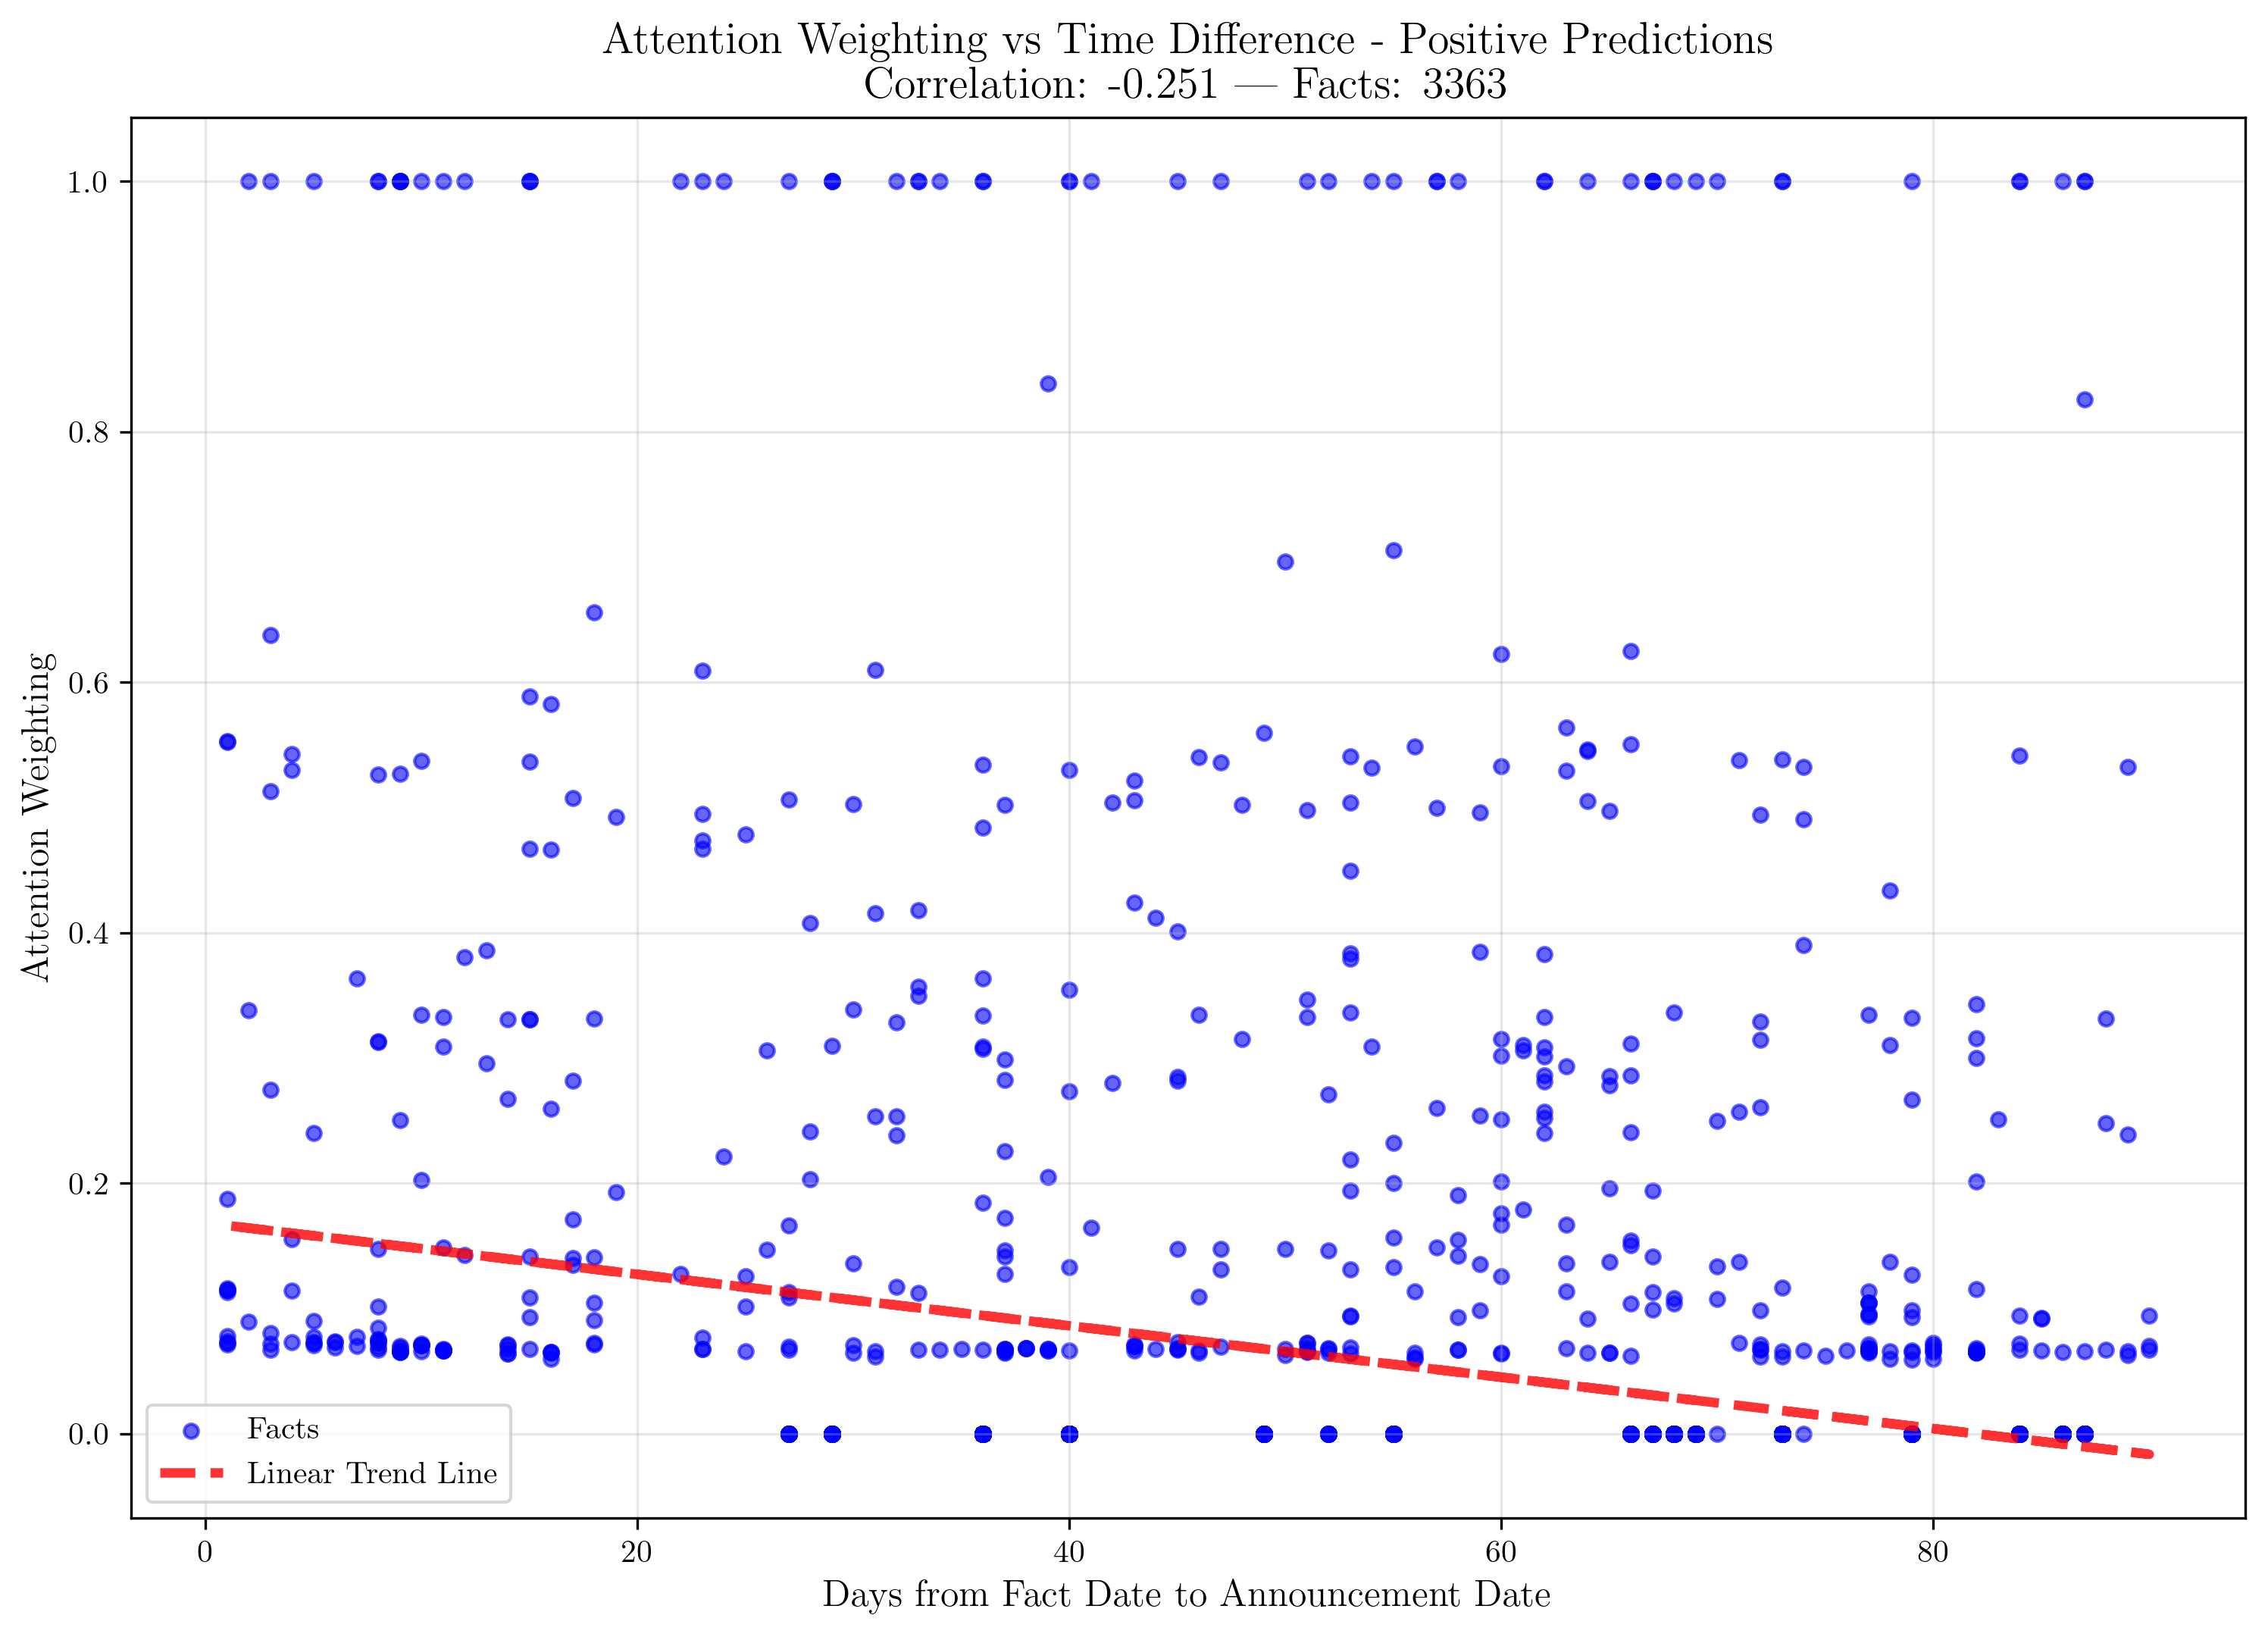 Attention Weighting vs Time Difference - Positive Predictions
Correlation: -0.251 — Facts: 3363
1.0
0.8
0.6
0.4
0.2
0.0
Attention Weighting
Facts
Linear Trend Line
0
20
40
60
80
Days from Fact Date to Announcement Date